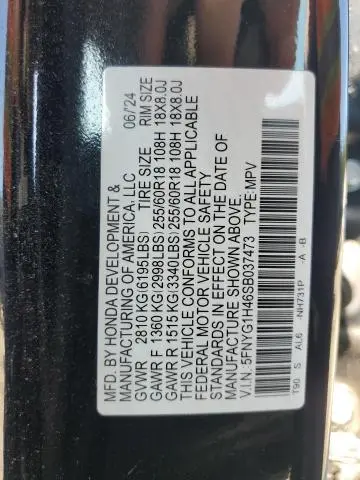 MFD. BY HONDA DEVELOPMENT &
MANUFACTURING OF AMERICA, LLC 06/'24
GVWR 2810 KG(6195LBS) TIRE SIZE RIM SIZE
GAWR F 1360 KG(2998LBS)255/60R18 108H 18X8.0J
GAWR R 1515 KG(3340LBS)255/60R18 108H 18X8.0J
THIS VEHICLE CONFORMS TO ALL APPLICABLE
FEDERAL MOTOR VEHICLE SAFETY
STANDARDS IN EFFECT ON THE DATE OF
MANUFACTURE SHOWN ABOVE.
V.I.N.: 5FNYG1H46SB037473 TYPE:MPV
T90 S AL6 -NH731P -A -B